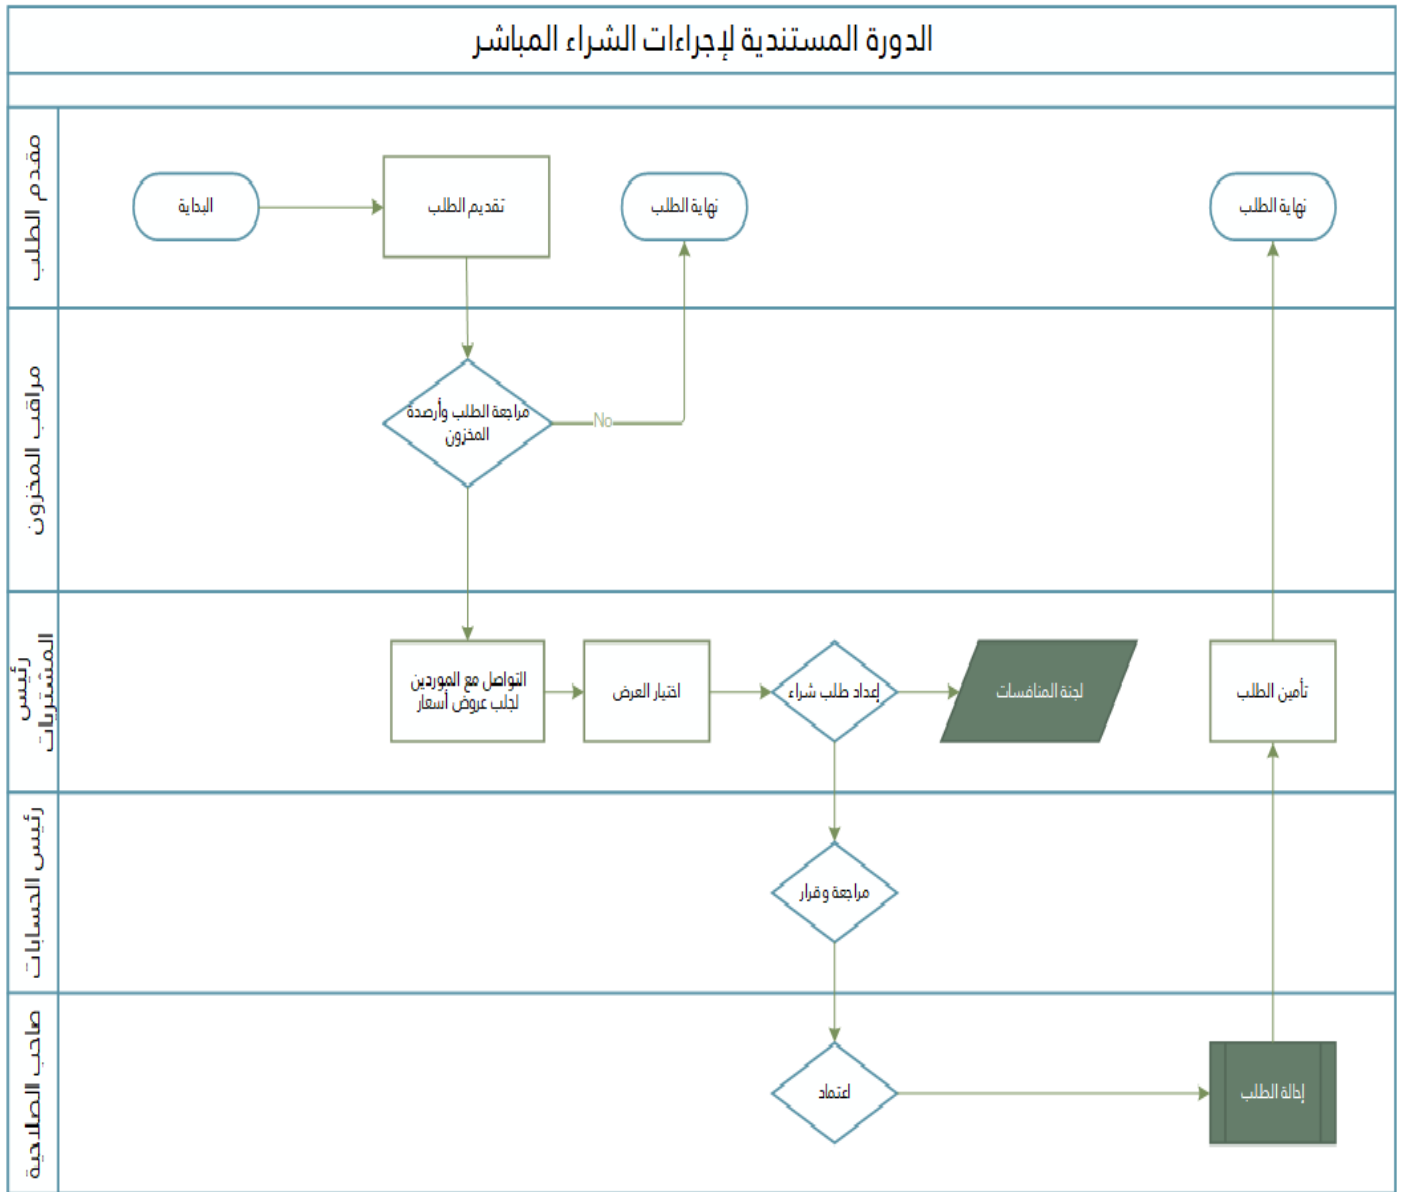 الدورة المستندية لإجراءات الشراء المباشر
مقدم الطلب
البداية
تقديم الطلب
نهاية الطلب
نهاية الطلب
مراقب المخزون
مراجعة الطلب وأرصدة
المخزون
No
رئيس
المشتريات
التواصل مع الموردين
لجلب عروض أسعار
اختيار العرض
إعداد طلب شراء
لجنة المنافسات
تأمين الطلب
رئيس الحسابات
مراجعة وقرار
صاحب الصلاحية
اعتماد
إحالة الطلب